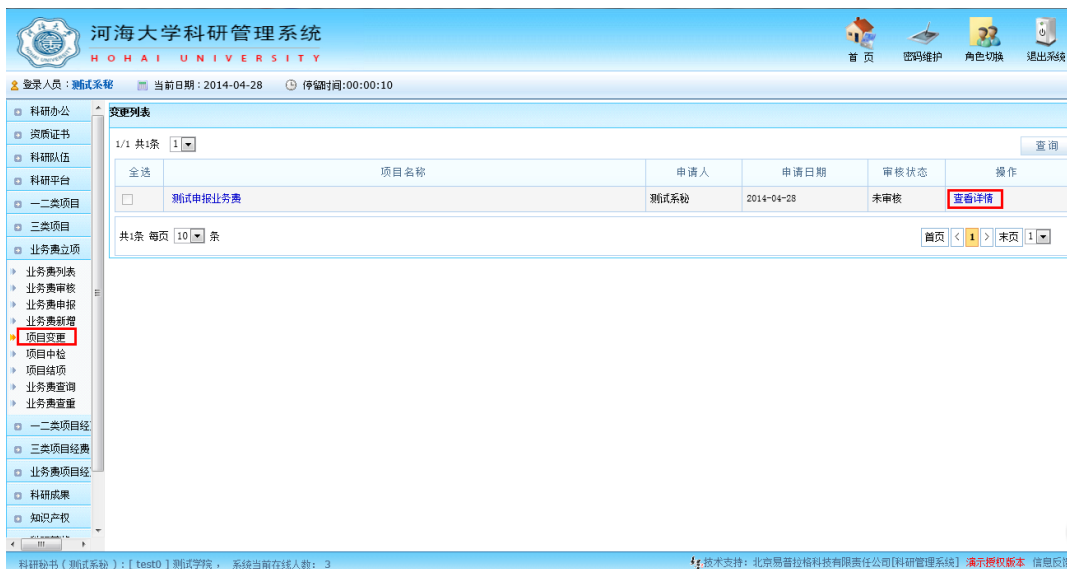 河海大学科研管理系统
HOHAI UNIVERSITY
首 页 密码维护 角色切换 退出系统
登录人员：测试系秘 当前日期：2014-04-28 停留时间:00:00:10
科研办公
资质证书
科研队伍
科研平台
一二类项目
三类项目
业务费立项
业务费列表
业务费审核
业务费申报
业务费新增
项目变更
项目中检
项目结项
业务费查询
业务费查重
一二类项目经
三类项目经费
业务费项目经
科研成果
知识产权
变更列表
1/1 共1条 1
查 询
全选 项目名称 申请人 申请日期 审核状态 操作
测试申报业务费 测试系秘 2014-04-28 未审核 查看详情
共1条 每页 10 条
首页 < 1 > 末页 1
科研秘书 ( 测试系秘 ) : [ test0 ] 测试学院 ， 系统当前在线人数: 3
技术支持: 北京易普拉格科技有限责任公司[科研管理系统] 演示授权版本 信息反